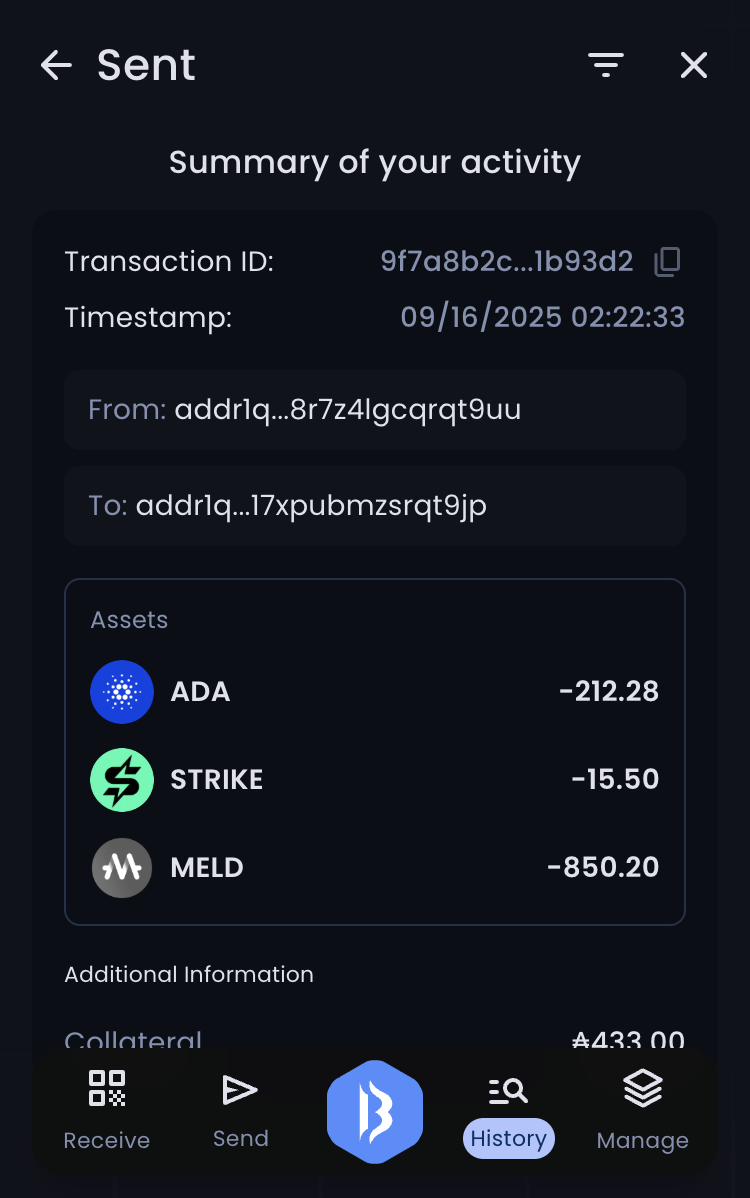 Sent
Summary of your activity
Transaction ID: 9f7a8b2c...1b93d2
Timestamp: 09/16/2025 02:22:33
From: addr1q...8r7z4lgcqrqt9uu
To: addr1q...17xpubmzsrqt9jp
Assets
ADA -212.28
STRIKE -15.50
MELD -850.20
Additional Information
Collateral ₳433.00
Receive Send History Manage